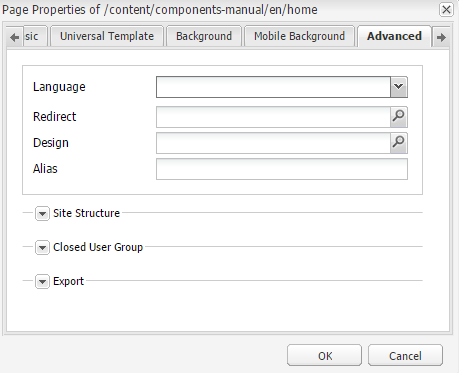 Page Properties of /content/components-manual/en/home
sic Universal Template Background Mobile Background Advanced
Language
Redirect
Design
Alias
Site Structure
Closed User Group
Export
OK Cancel